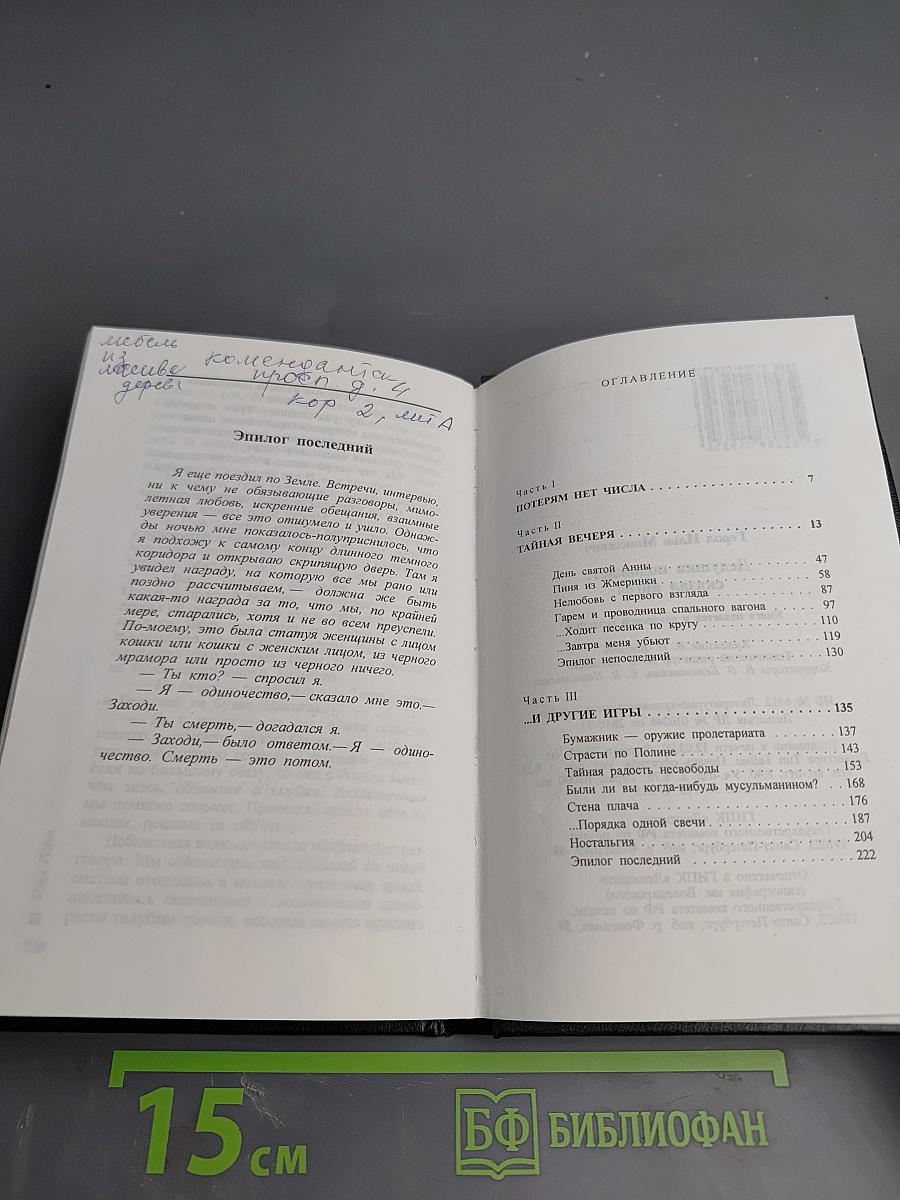 мебель
из
массива
дерева
комендантск
просп. д. 4
кор 2, лит А
Эпилог последний
Я еще поездил по Земле. Встречи, интервью,
ни к чему не обязывающие разговоры, мимо-
летная любовь, искренние обещания, взаимные
уверения — все это отшумело и ушло. Однаж-
ды ночью мне показалось-полуприснилось, что
я подхожу к самому концу длинного темного
коридора и открываю скрипящую дверь. Там я
увидел награду, на которую все мы рано или
поздно рассчитываем,— должна же быть
какая-то награда за то, что мы, по крайней
мере, старались, хотя и не во всем преуспели.
По-моему, это была статуя женщины с лицом
кошки или кошки с женским лицом, из черного
мрамора или просто из черного ничего.
— Ты кто? — спросил я.
— Я — одиночество,— сказало мне это.—
Заходи.
— Ты смерть,— догадался я.
— Заходи,— было ответом.— Я — одино-
чество. Смерть — это потом.
ОГЛАВЛЕНИЕ
Часть I
ПОТЕРЯМ НЕТ ЧИСЛА . . . . . . . . . . . . . . . . 7
Часть II
ТАЙНАЯ ВЕЧЕРЯ . . . . . . . . . . . . . . . . . . . . 13
День святой Анны . . . . . . . . . . . . . . . . 47
Пиня из Жмеринки . . . . . . . . . . . . . . . . 58
Нелюбовь с первого взгляда . . . . . . . . . . 87
Гарем и проводница спального вагона . . . . . 97
...Ходит песенка по кругу . . . . . . . . . . . 110
...Завтра меня убьют . . . . . . . . . . . . . . 119
Эпилог непоследний . . . . . . . . . . . . . . 130
Часть III
...И ДРУГИЕ ИГРЫ . . . . . . . . . . . . . . . . . . 135
Бумажник — оружие пролетариата . . . . . . . 137
Страсти по Полине . . . . . . . . . . . . . . . 143
Тайная радость несвободы . . . . . . . . . . . 153
Были ли вы когда-нибудь мусульманином? . . 168
Стена плача . . . . . . . . . . . . . . . . . . 176
...Порядка одной свечи . . . . . . . . . . . . . 187
Ностальгия . . . . . . . . . . . . . . . . . . 204
Эпилог последний . . . . . . . . . . . . . . . 222
15 см
БФ БИБЛИОФАН